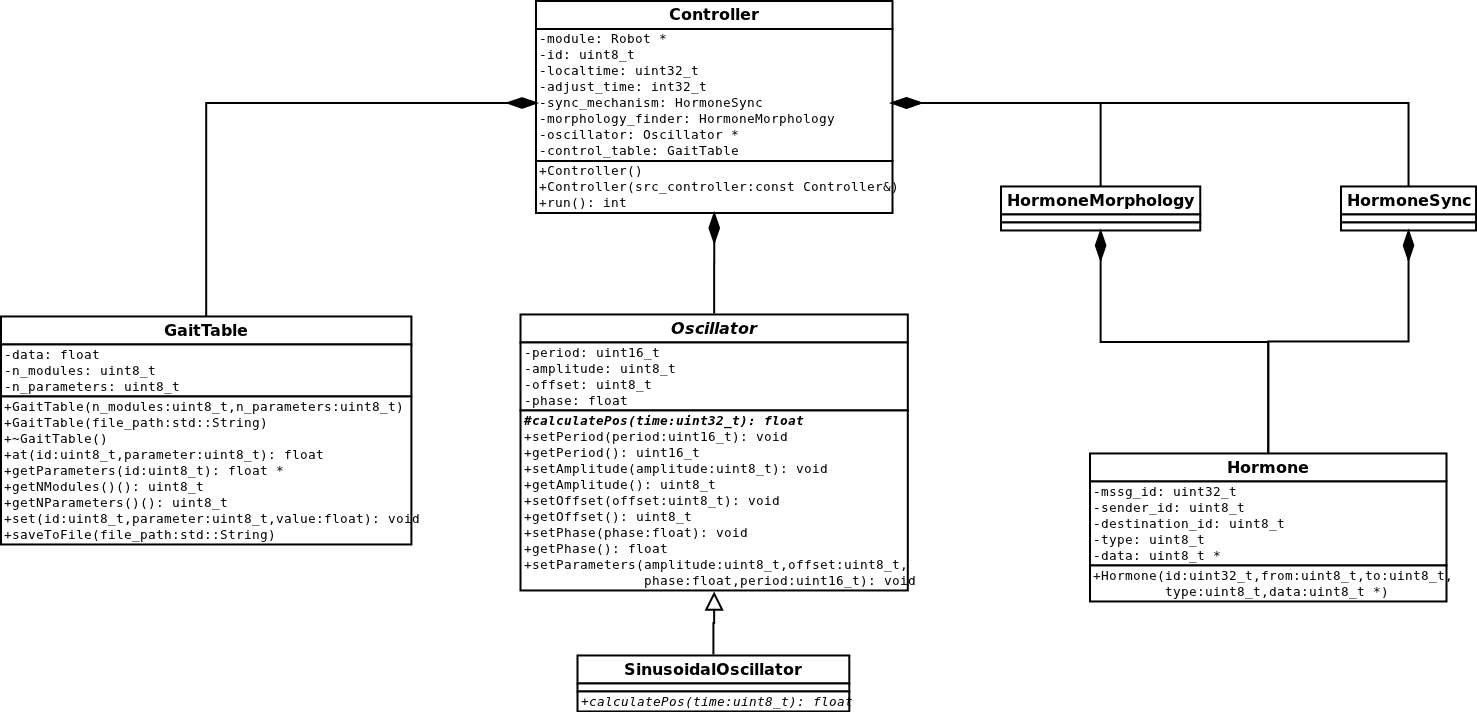 Controller
-module: Robot *
-id: uint8_t
-localtime: uint32_t
-adjust_time: int32_t
-sync_mechanism: HormoneSync
-morphology_finder: HormoneMorphology
-oscillator: Oscillator *
-control_table: GaitTable
+Controller()
+Controller(src_controller:const Controller&)
+run(): int
HormoneMorphology
HormoneSync
GaitTable
-data: float
-n_modules: uint8_t
-n_parameters: uint8_t
+GaitTable(n_modules:uint8_t,n_parameters:uint8_t)
+GaitTable(file_path:std::String)
+~GaitTable()
+at(id:uint8_t,parameter:uint8_t): float
+getParameters(id:uint8_t): float *
+getNModules()(): uint8_t
+getNParameters()(): uint8_t
+set(id:uint8_t,parameter:uint8_t,value:float): void
+saveToFile(file_path:std::String)
Oscillator
-period: uint16_t
-amplitude: uint8_t
-offset: uint8_t
-phase: float
#calculatePos(time:uint32_t): float
+setPeriod(period:uint16_t): void
+getPeriod(): uint16_t
+setAmplitude(amplitude:uint8_t): void
+getAmplitude(): uint8_t
+setOffset(offset:uint8_t): void
+getOffset(): uint8_t
+setPhase(phase:float): void
+getPhase(): float
+setParameters(amplitude:uint8_t,offset:uint8_t,
phase:float,period:uint16_t): void
Hormone
-mssg_id: uint32_t
-sender_id: uint8_t
-destination_id: uint8_t
-type: uint8_t
-data: uint8_t *
+Hormone(id:uint32_t,from:uint8_t,to:uint8_t,
type:uint8_t,data:uint8_t *)
SinusoidalOscillator
+calculatePos(time:uint8_t): float